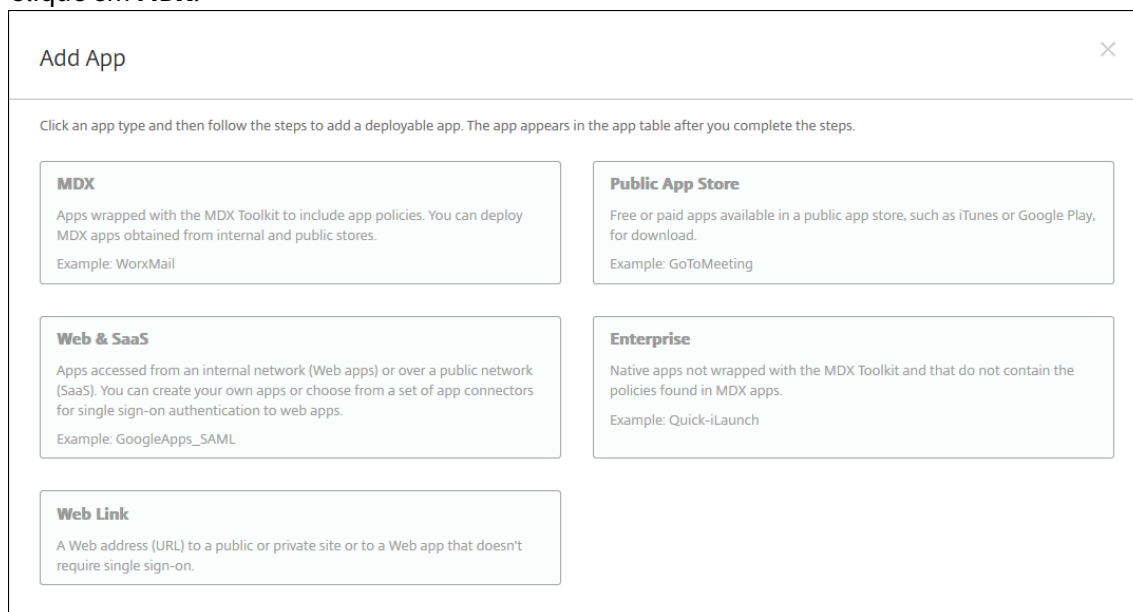 Clique em MDX.
Add App
Click an app type and then follow the steps to add a deployable app. The app appears in the app table after you complete the steps.
MDX
Apps wrapped with the MDX Toolkit to include app policies. You can deploy
MDX apps obtained from internal and public stores.
Example: WorxMail
Public App Store
Free or paid apps available in a public app store, such as iTunes or Google Play,
for download.
Example: GoToMeeting
Web & SaaS
Apps accessed from an internal network (Web apps) or over a public network
(SaaS). You can create your own apps or choose from a set of app connectors
for single sign-on authentication to web apps.
Example: GoogleApps_SAML
Enterprise
Native apps not wrapped with the MDX Toolkit and that do not contain the
policies found in MDX apps.
Example: Quick-iLaunch
Web Link
A Web address (URL) to a public or private site or to a Web app that doesn't
require single sign-on.